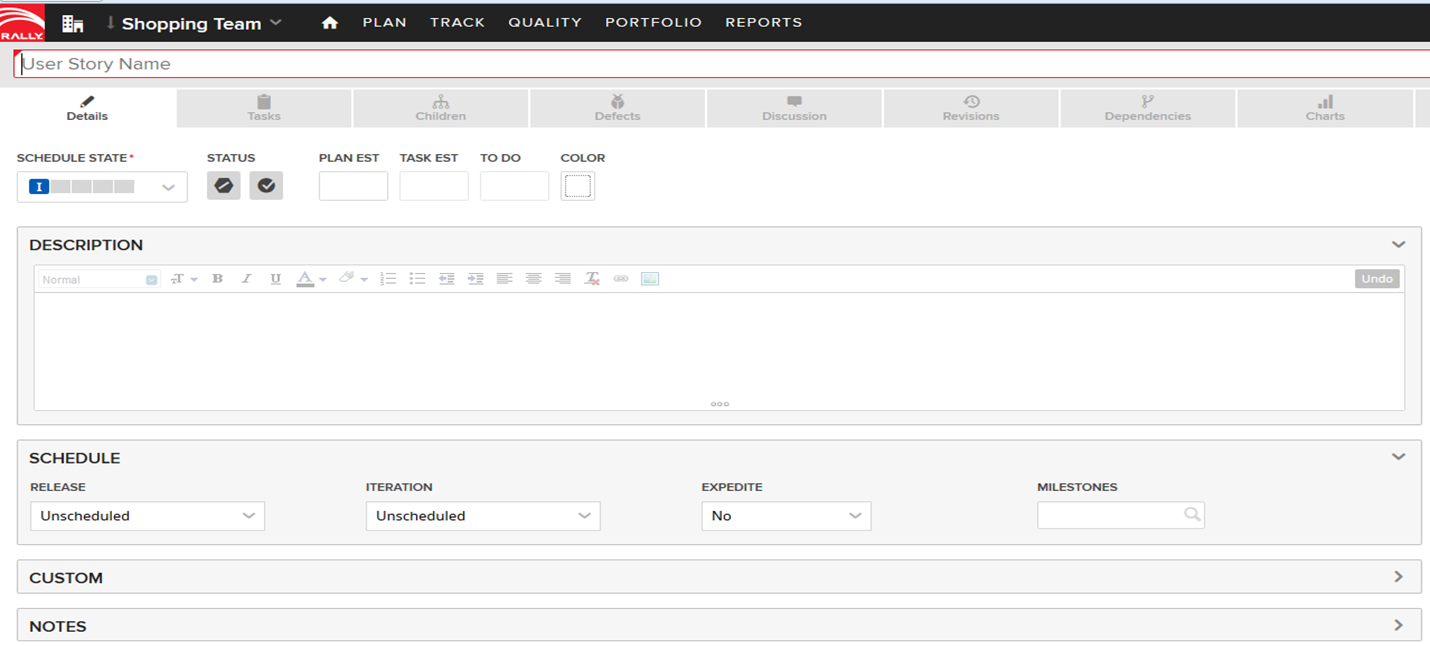 RALLY Shopping Team PLAN TRACK QUALITY PORTFOLIO REPORTS
User Story Name
Details Tasks Children Defects Discussion Revisions Dependencies Charts
SCHEDULE STATE* STATUS PLAN EST TASK EST TO DO COLOR
I
DESCRIPTION
Normal T B I U A T Undo
SCHEDULE
RELEASE ITERATION EXPEDITE MILESTONES
Unscheduled Unscheduled No
CUSTOM
NOTES